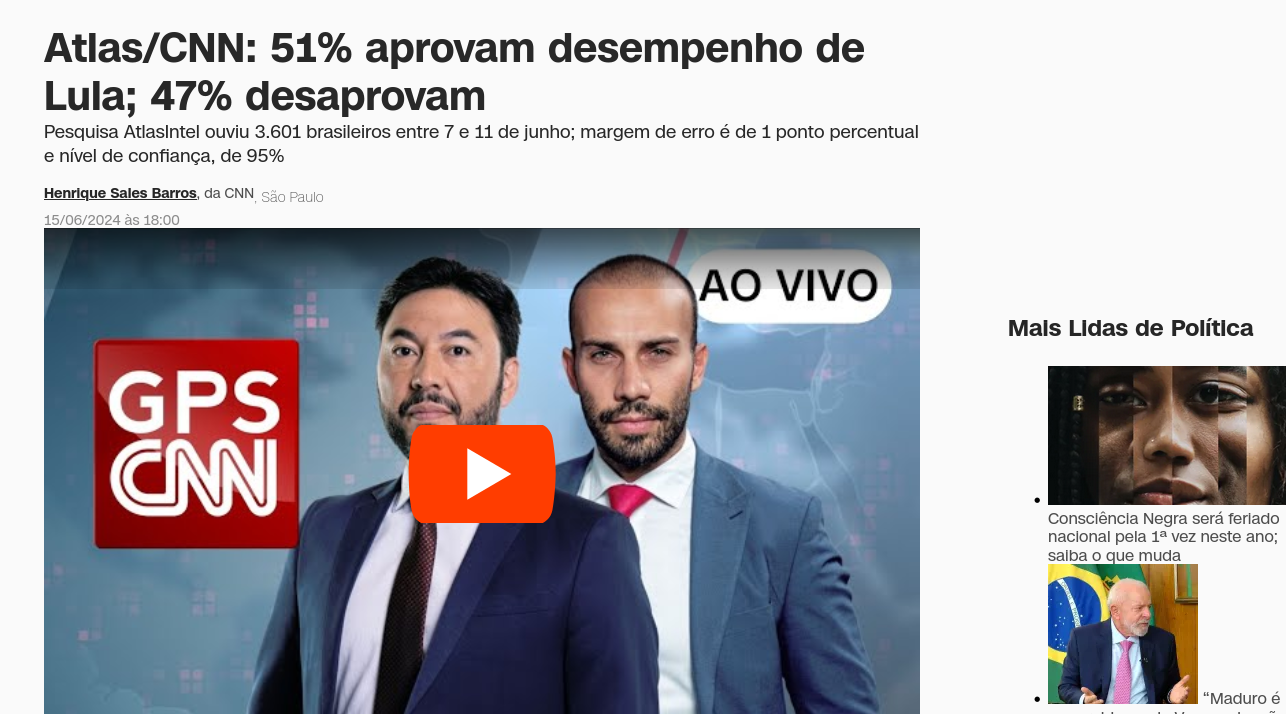 Atlas/CNN: 51% aprovam desempenho de
Lula; 47% desaprovam
Pesquisa AtlasIntel ouviu 3.601 brasileiros entre 7 e 11 de junho; margem de erro é de 1 ponto percentual
e nível de confiança, de 95%
Henrique Sales Barros, da CNN, São Paulo
15/06/2024 às 18:00
AO VIVO
GPS
CNN
Mais Lidas de Política
Consciência Negra será feriado
nacional pela 1ª vez neste ano;
saiba o que muda
“Maduro é